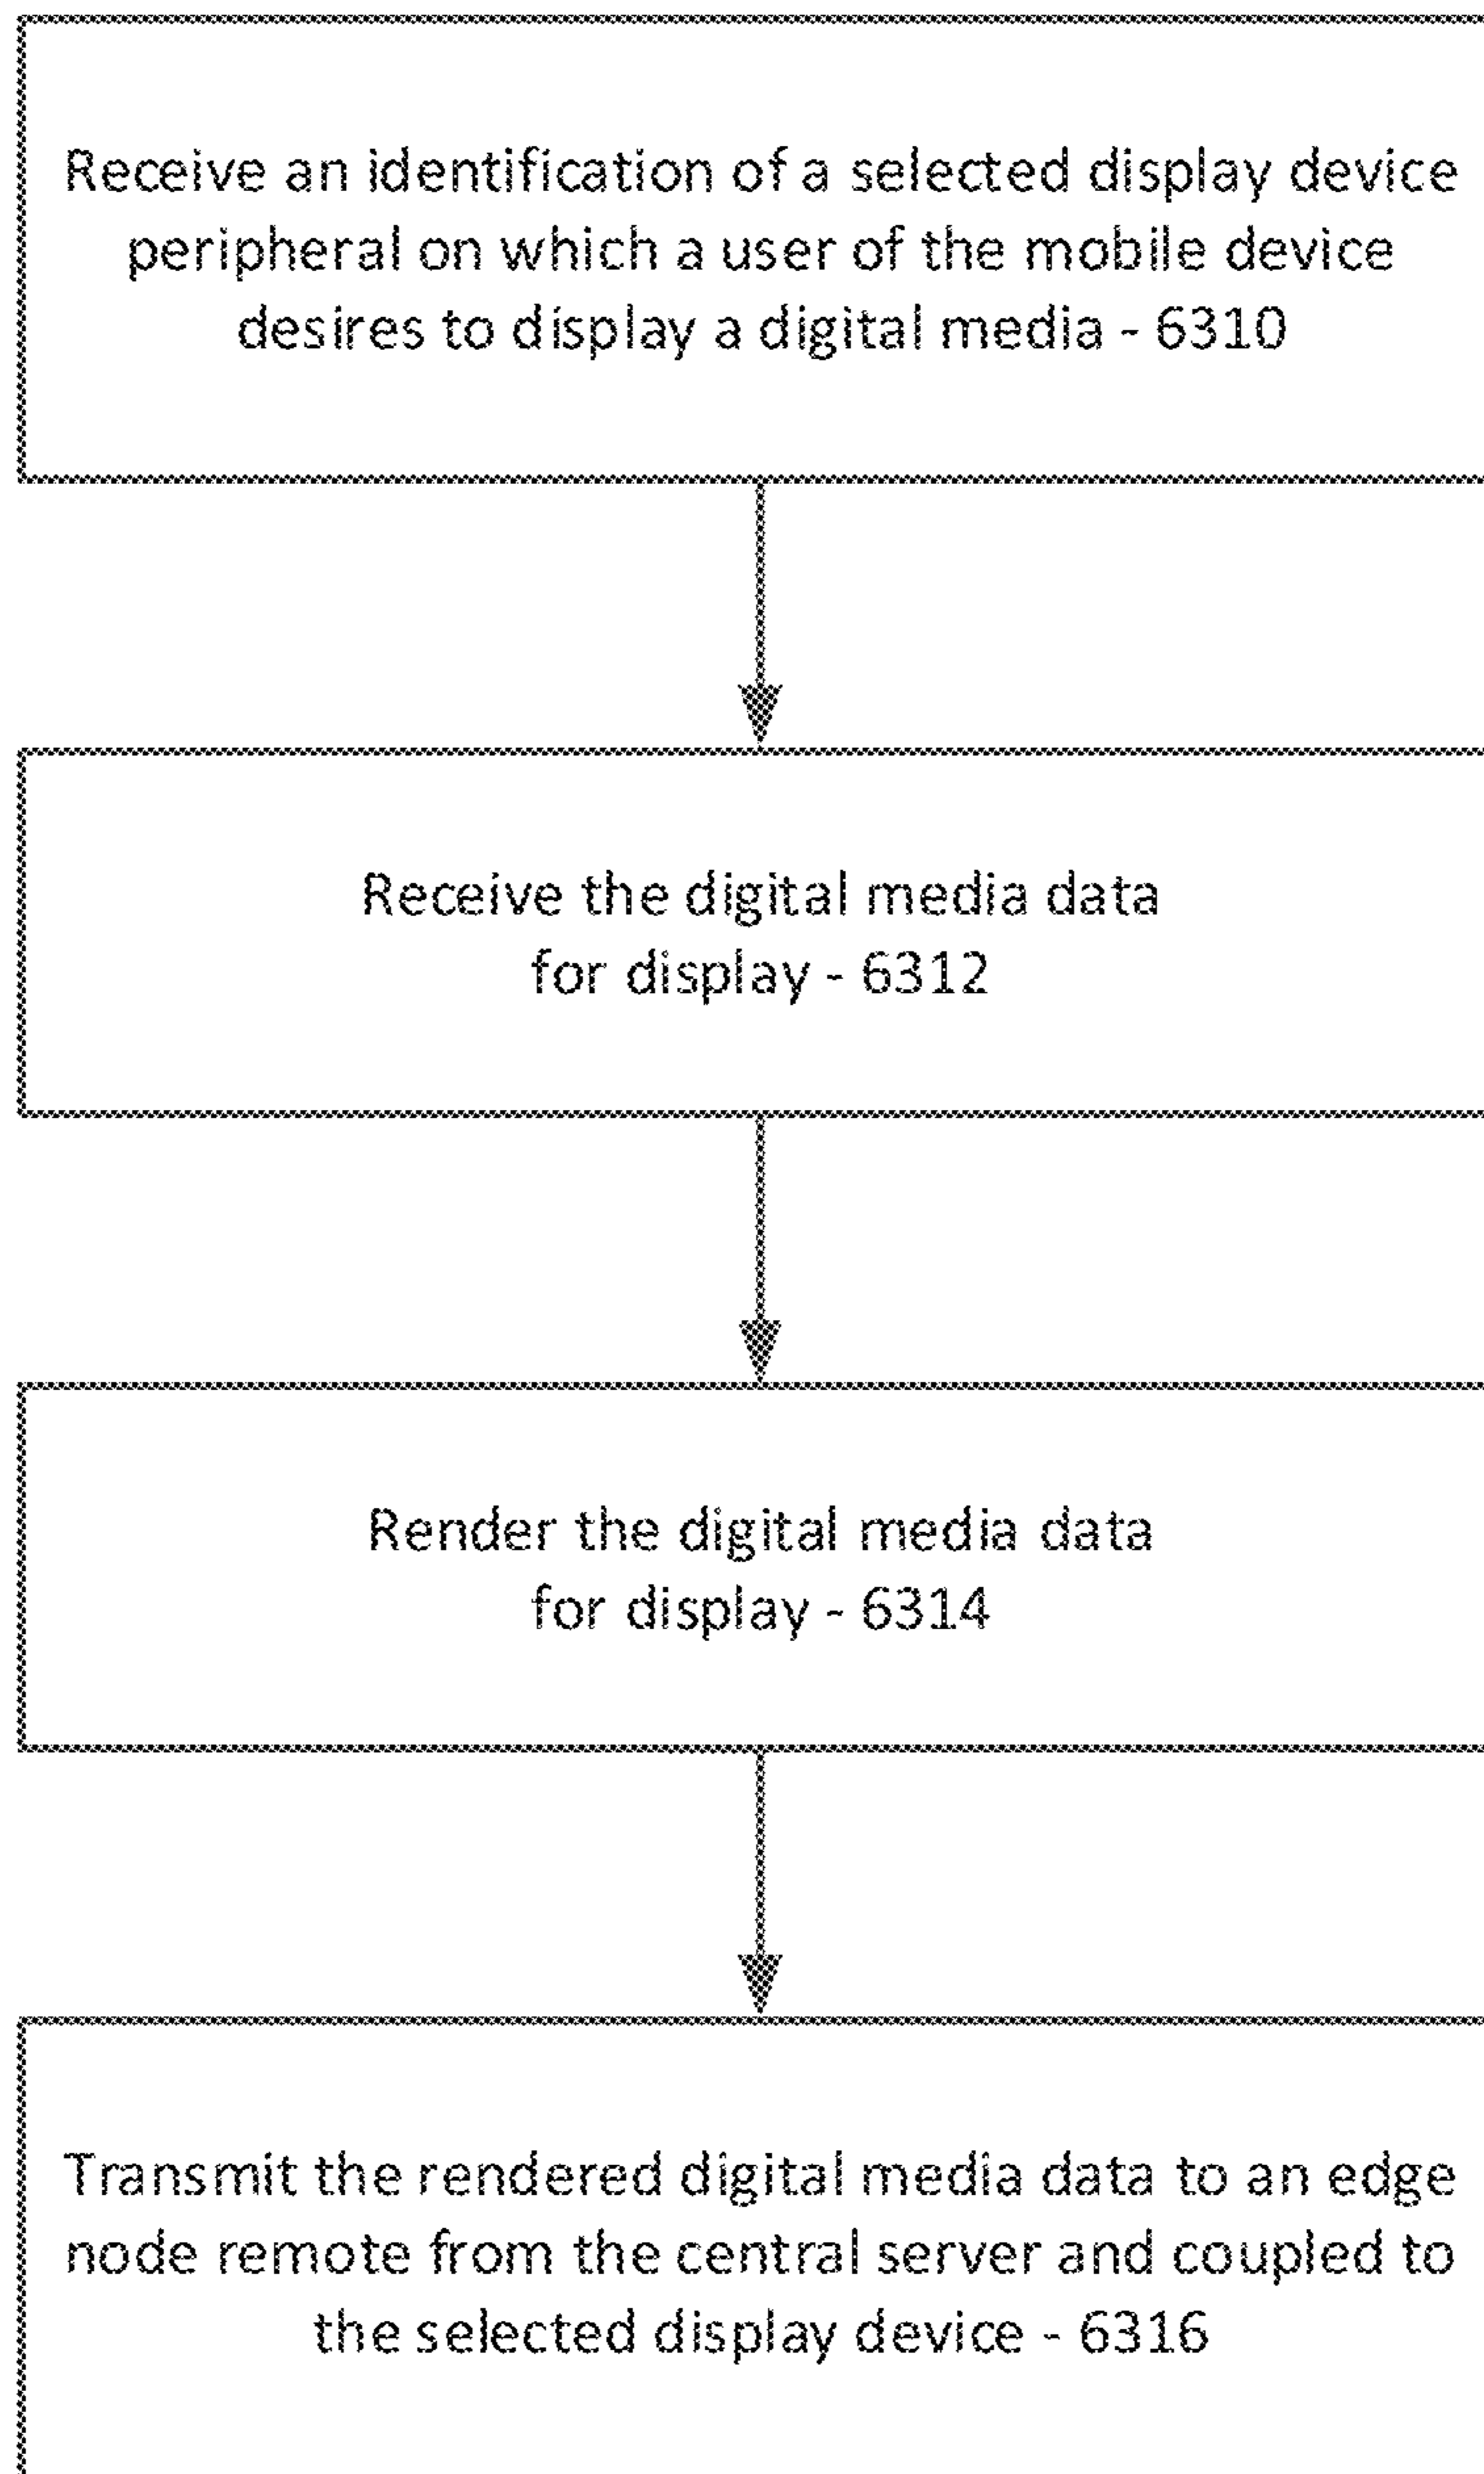 Receive an identification of a selected display device
peripheral on which a user of the mobile device
desires to display a digital media - 6310
Receive the digital media data
for display - 6312
Render the digital media data
for display - 6314
Transmit the rendered digital media data to an edge
node remote from the central server and coupled to
the selected display device - 6316